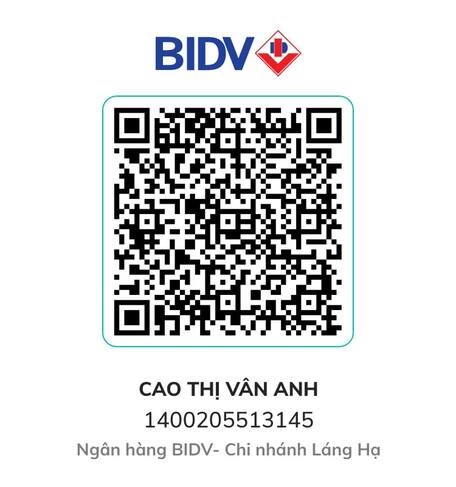 BIDV
CAO THỊ VÂN ANH
1400205513145
Ngân hàng BIDV- Chi nhánh Láng Hạ